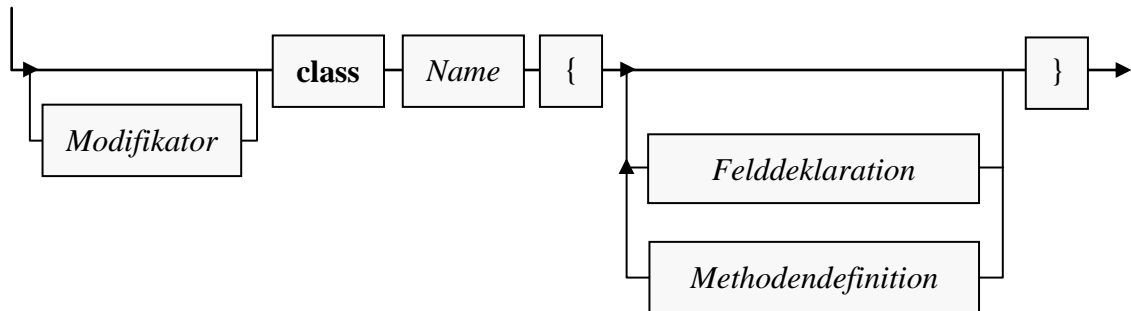 class Name { }
Modifikator
Felddeklaration
Methodendefinition